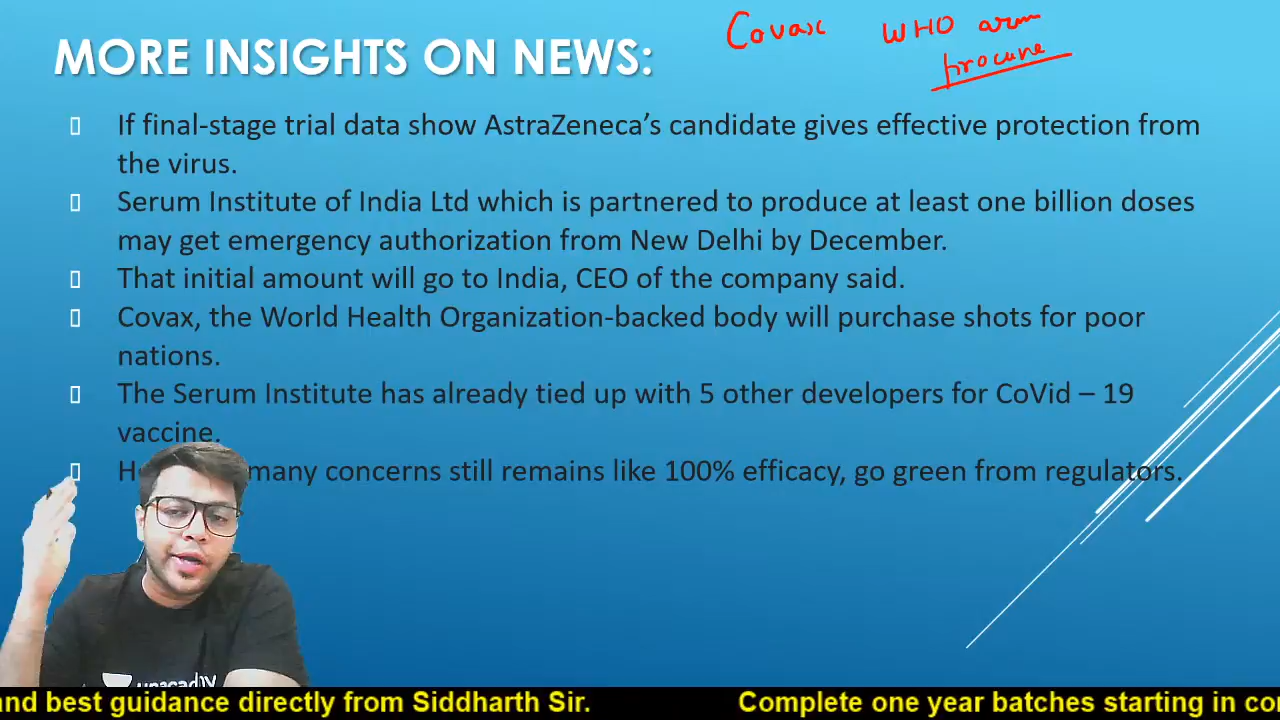 Covax WHO arm
procure
MORE INSIGHTS ON NEWS:
If final-stage trial data show AstraZeneca's candidate gives effective protection from
the virus.
Serum Institute of India Ltd which is partnered to produce at least one billion doses
may get emergency authorization from New Delhi by December.
That initial amount will go to India, CEO of the company said.
Covax, the World Health Organization-backed body will purchase shots for poor
nations.
The Serum Institute has already tied up with 5 other developers for CoVid – 19
vaccine.
many concerns still remains like 100% efficacy, go green from regulators.
unacademy
and best guidance directly from Siddharth Sir. Complete one year batches starting in